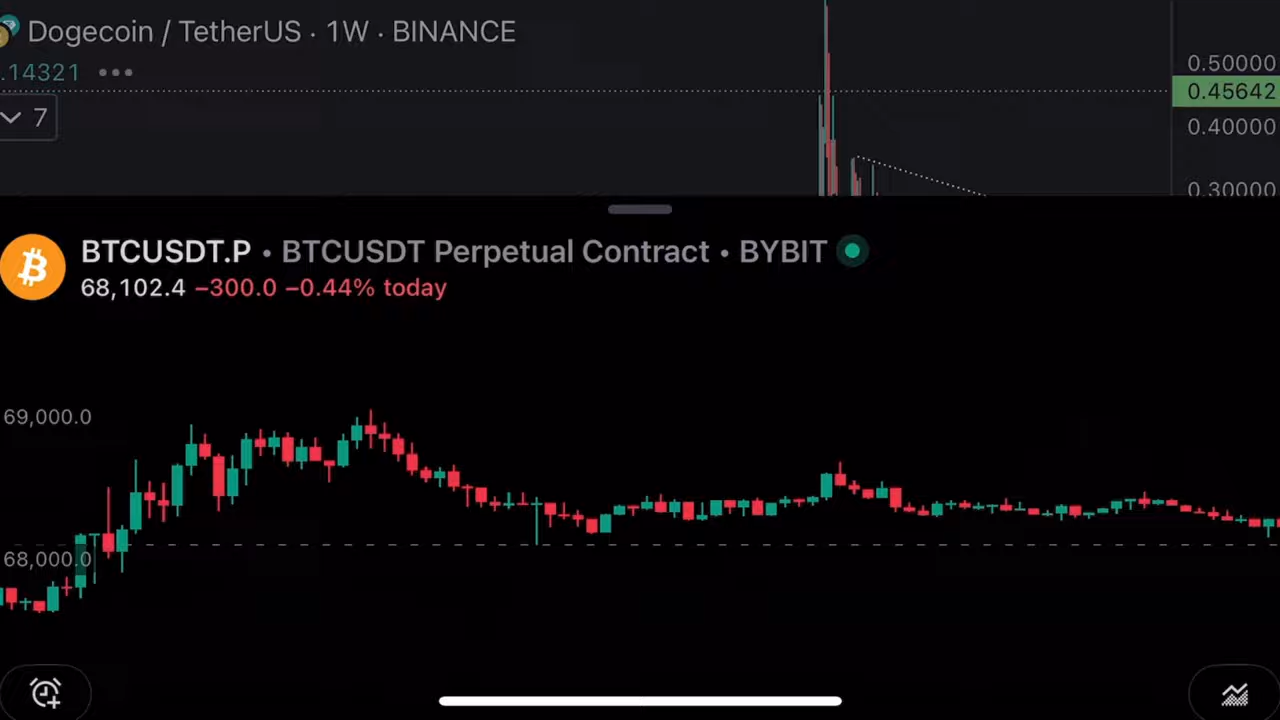 Dogecoin / TetherUS · 1W · BINANCE
.14321 •••
7
0.50000
0.45642
0.40000
0.30000
BTCUSDT.P • BTCUSDT Perpetual Contract • BYBIT
68,102.4 −300.0 −0.44% today
69,000.0
68,000.0